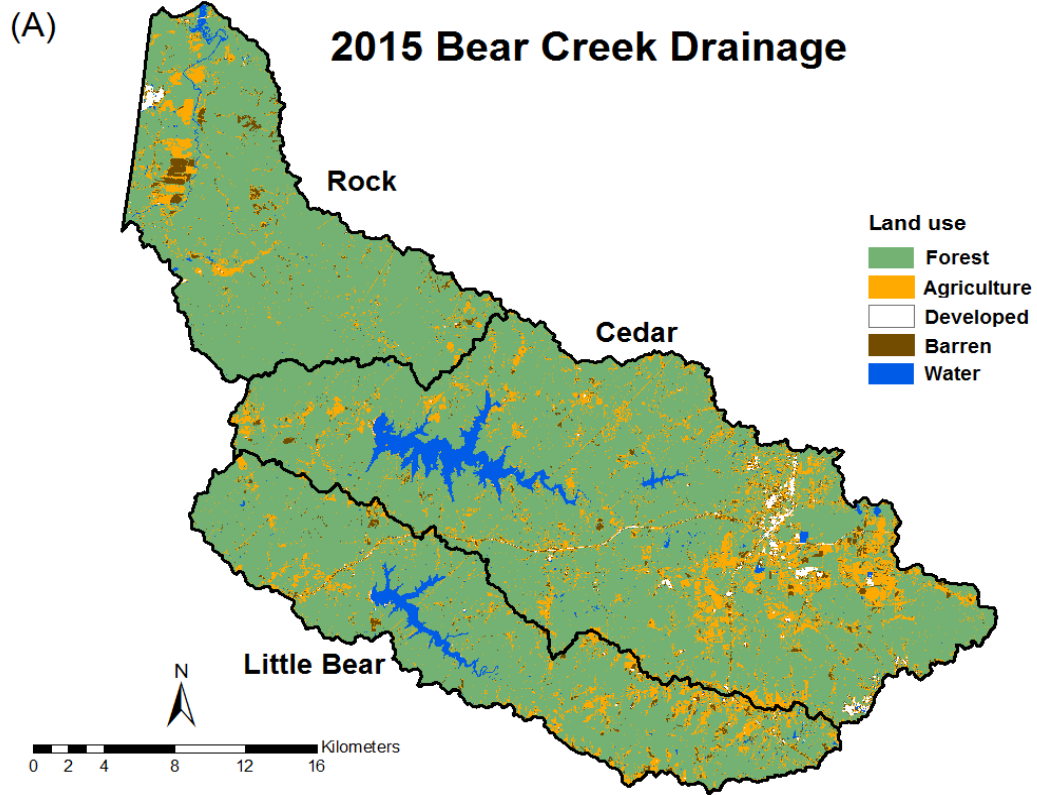 (A)
2015 Bear Creek Drainage
Rock
Land use
Forest
Agriculture
Developed
Barren
Water
Cedar
Little Bear
N
Kilometers
0 2 4 8 12 16